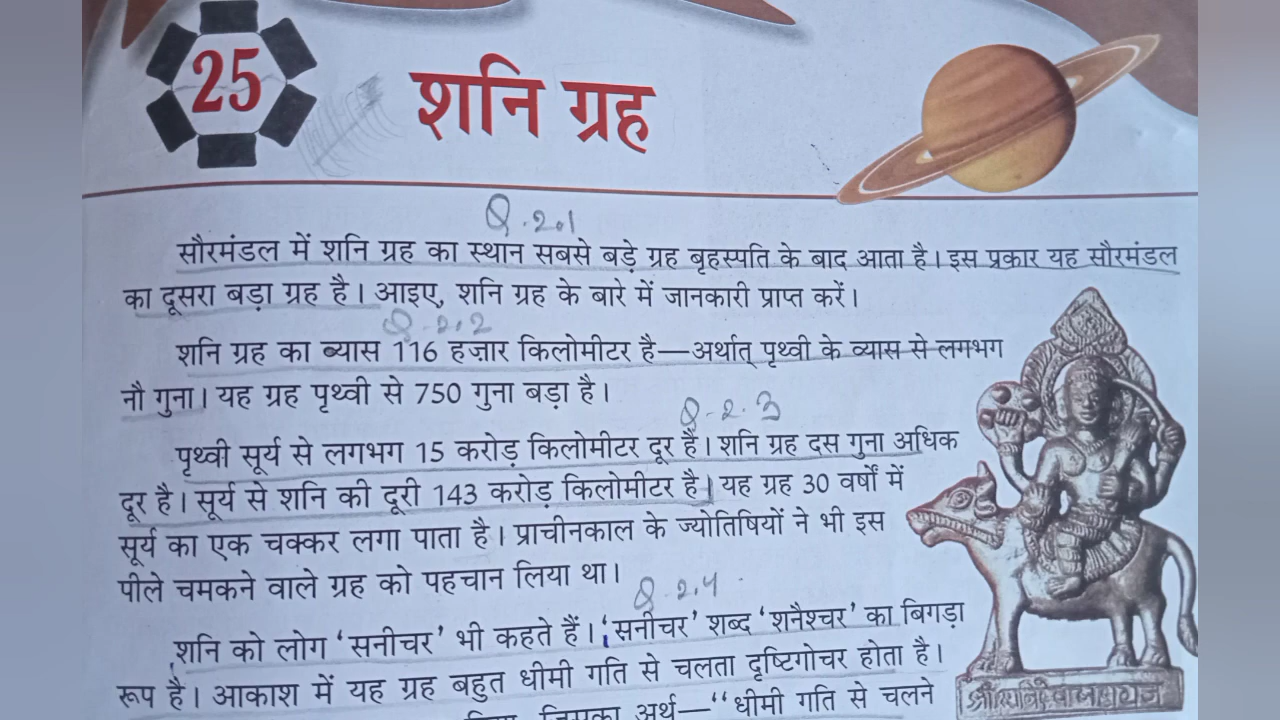 25
शनि ग्रह
Q.2.1
सौरमंडल में शनि ग्रह का स्थान सबसे बड़े ग्रह बृहस्पति के बाद आता है। इस प्रकार यह सौरमंडल
का दूसरा बड़ा ग्रह है। आइए, शनि ग्रह के बारे में जानकारी प्राप्त करें।
Q-2.2
शनि ग्रह का ब्यास 116 हज़ार किलोमीटर है—अर्थात् पृथ्वी के व्यास से लगभग
नौ गुना। यह ग्रह पृथ्वी से 750 गुना बड़ा है।
Q-2.3
पृथ्वी सूर्य से लगभग 15 करोड़ किलोमीटर दूर है। शनि ग्रह दस गुना अधिक
दूर है। सूर्य से शनि की दूरी 143 करोड़ किलोमीटर है। यह ग्रह 30 वर्षों में
सूर्य का एक चक्कर लगा पाता है। प्राचीनकाल के ज्योतिषियों ने भी इस
पीले चमकने वाले ग्रह को पहचान लिया था।
Q-2.4
शनि को लोग ‘सनीचर’ भी कहते हैं। ‘सनीचर’ शब्द ‘शनैश्चर’ का बिगड़ा
रूप है। आकाश में यह ग्रह बहुत धीमी गति से चलता दृष्टिगोचर होता है।
जिसका अर्थ—‘‘धीमी गति से चलने